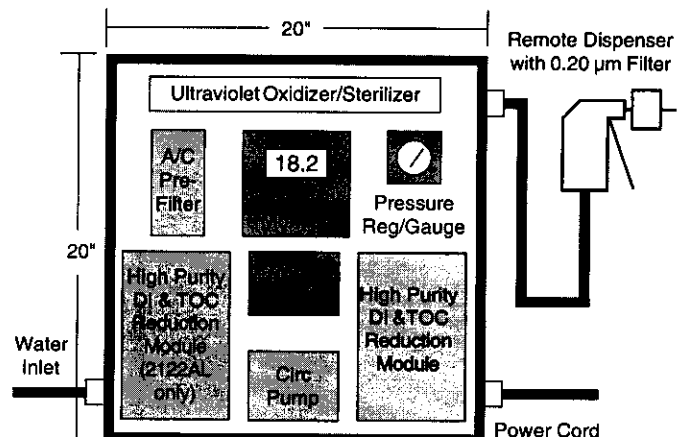 20"
Remote Dispenser
with 0.20 µm Filter
Ultraviolet Oxidizer/Sterilizer
A/C
Pre-
Filter
18.2
Pressure
Reg/Gauge
20"
High Purity
DI & TOC
Reduction
Module
(2122AL
only)
High Purity
DI & TOC
Reduction
Module
Water
Inlet
Circ
Pump
Power Cord